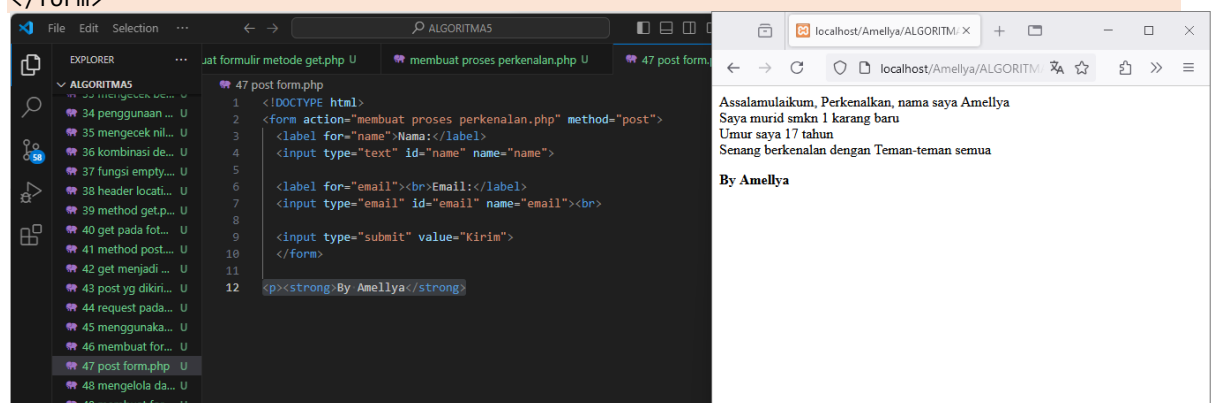 </form>
File Edit Selection ···
ALGORITMA5
EXPLORER ···
ALGORITMA5
34 penggunaan ... U
35 mengecek nil... U
36 kombinasi de... U
37 fungsi empty.... U
38 header locati... U
39 method get.p... U
40 get pada fot... U
41 method post.... U
42 get menjadi ... U
43 post yg dikiri... U
44 request pada... U
45 menggunaka... U
46 membuat for... U
47 post form.php U
48 mengelola da... U
58
uat formulir metode get.php U
membuat proses perkenalan.php U
47 post form.
47 post form.php
1 <!DOCTYPE html>
2 <form action="membuat proses perkenalan.php" method="post">
3 <label for="name">Nama:</label>
4 <input type="text" id="name" name="name">
5
6 <label for="email"><br>Email:</label>
7 <input type="email" id="email" name="email"><br>
8
9 <input type="submit" value="Kirim">
10 </form>
11
12 <p><strong>By Amellya</strong>
localhost/Amellya/ALGORITM
localhost/Amellya/ALGORITM
Assalamulaikum, Perkenalkan, nama saya Amellya
Saya murid smkn 1 karang baru
Umur saya 17 tahun
Senang berkenalan dengan Teman-teman semua
By Amellya